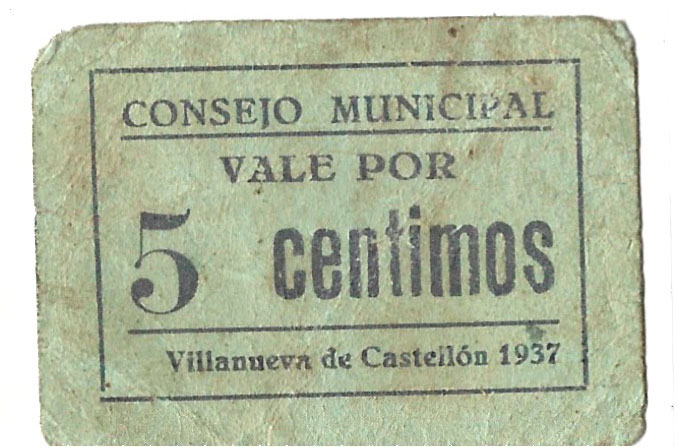 CONSEJO MUNICIPAL
VALE POR
5 centimos
Villanueva de Castellón 1937